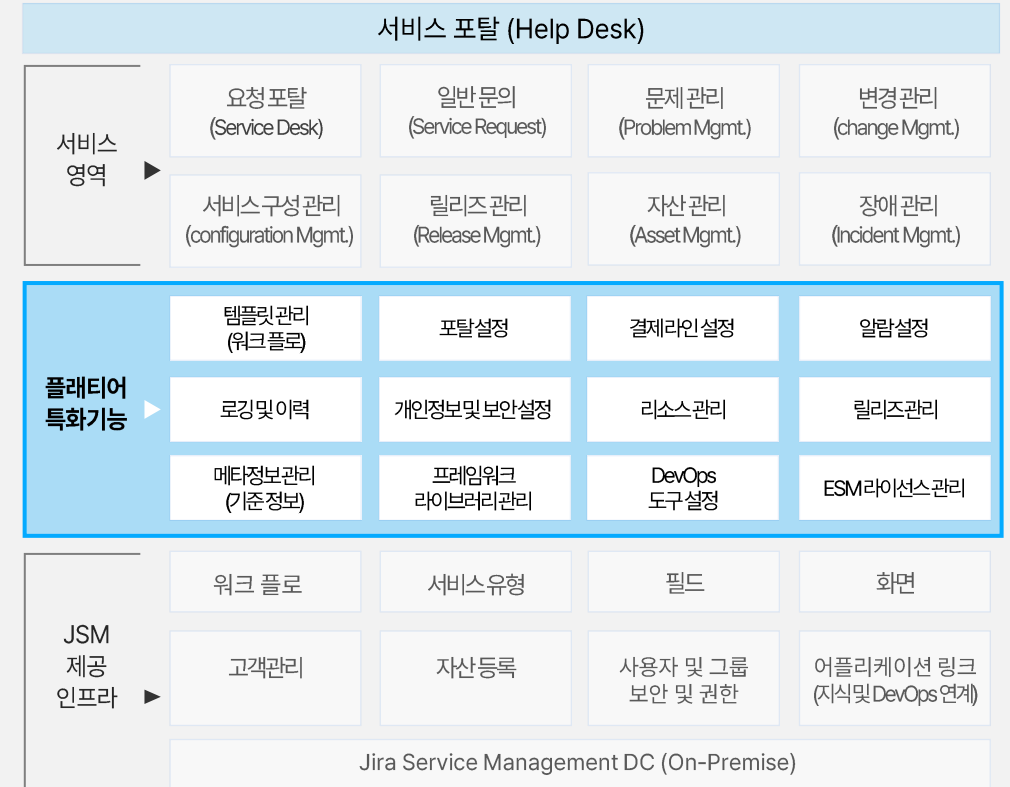 서비스 포탈 (Help Desk)
서비스
영역
요청 포탈
(Service Desk)
일반 문의
(Service Request)
문제 관리
(Problem Mgmt.)
변경 관리
(change Mgmt.)
서비스 구성 관리
(configuration Mgmt.)
릴리즈 관리
(Release Mgmt.)
자산 관리
(Asset Mgmt.)
장애 관리
(Incident Mgmt.)
플래티어
특화기능
템플릿 관리
(워크 플로)
포탈 설정
결제 라인 설정
알람 설정
로깅 및 이력
개인정보 및 보안 설정
리소스 관리
릴리즈관리
메타정보 관리
(기준 정보)
프레임워크
라이브러리 관리
DevOps
도구 설정
ESM 라이선스 관리
JSM
제공
인프라
워크 플로
서비스 유형
필드
화면
고객관리
자산 등록
사용자 및 그룹
보안 및 권한
어플리케이션 링크
(지식 및 DevOps 연계)
Jira Service Management DC (On-Premise)